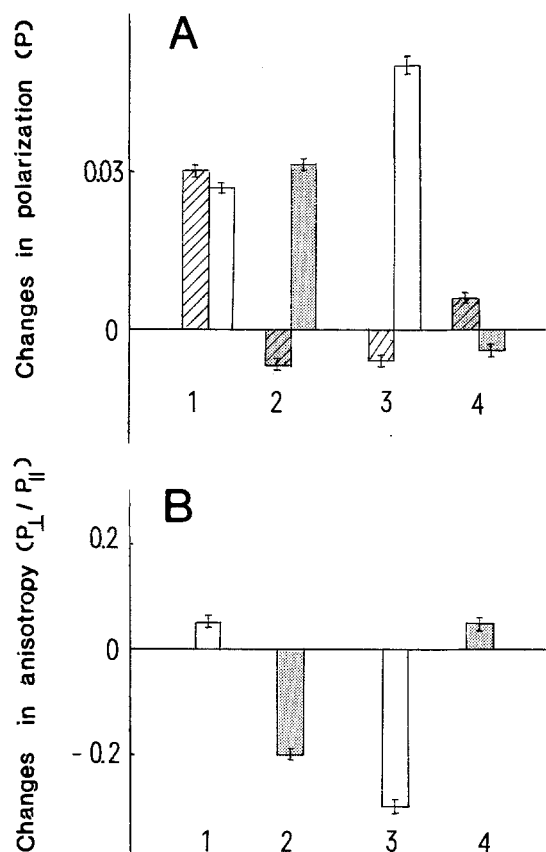 A
Changes in polarization (P)
0.03
0
1 2 3 4
B
Changes in anisotropy (P⊥/P∥)
0.2
0
- 0.2
1 2 3 4